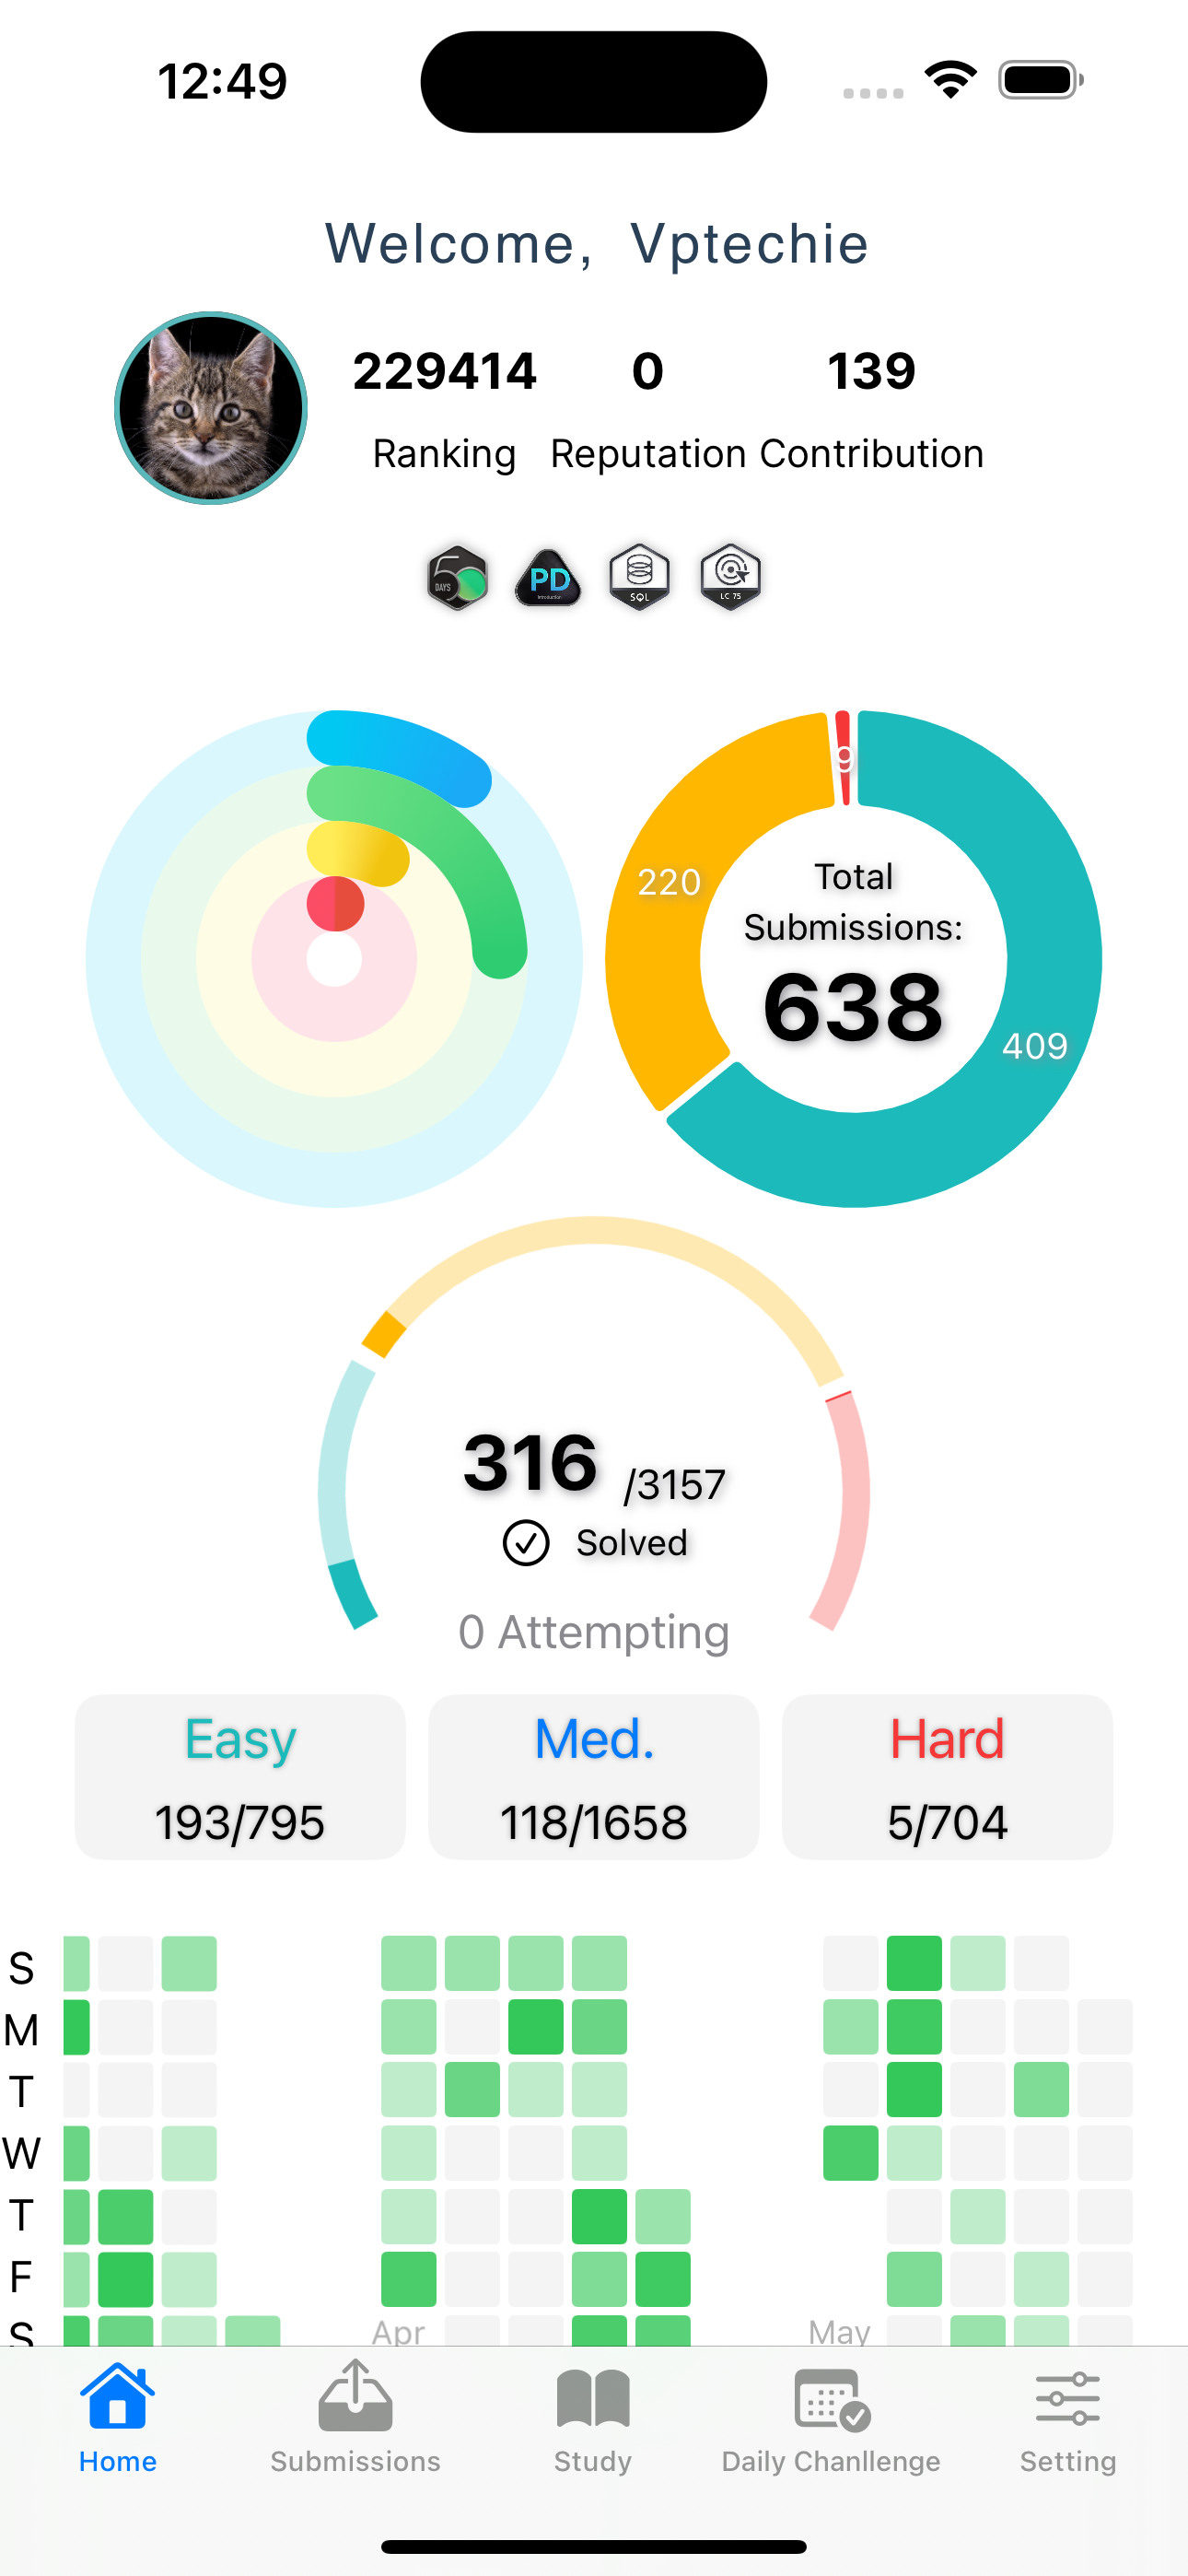 12:49
Welcome, Vptechie
229414 0 139
Ranking Reputation Contribution
50 DAYS
PD
Introduction
SQL
LC 75
9
220
409
Total
Submissions:
638
316 /3157
Solved
0 Attempting
Easy Med. Hard
193/795 118/1658 5/704
S
M
T
W
T
F
S
Apr May
Home Submissions Study Daily Chanllenge Setting